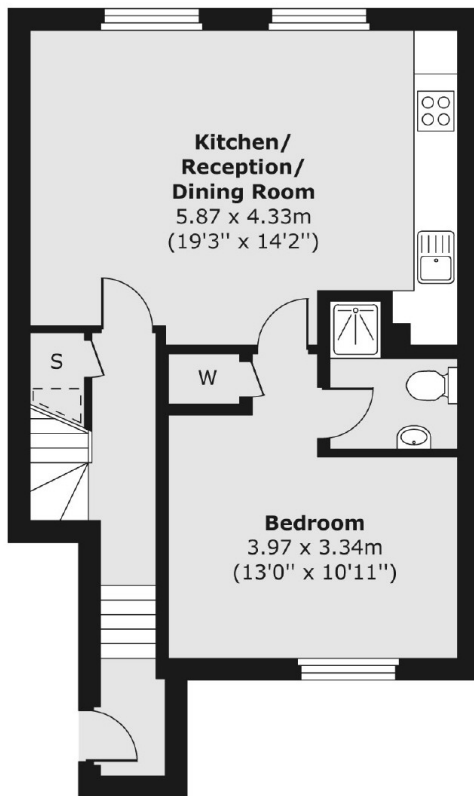 Kitchen/
Reception/
Dining Room
5.87 x 4.33m
(19'3" x 14'2")
S
W
Bedroom
3.97 x 3.34m
(13'0" x 10'11")